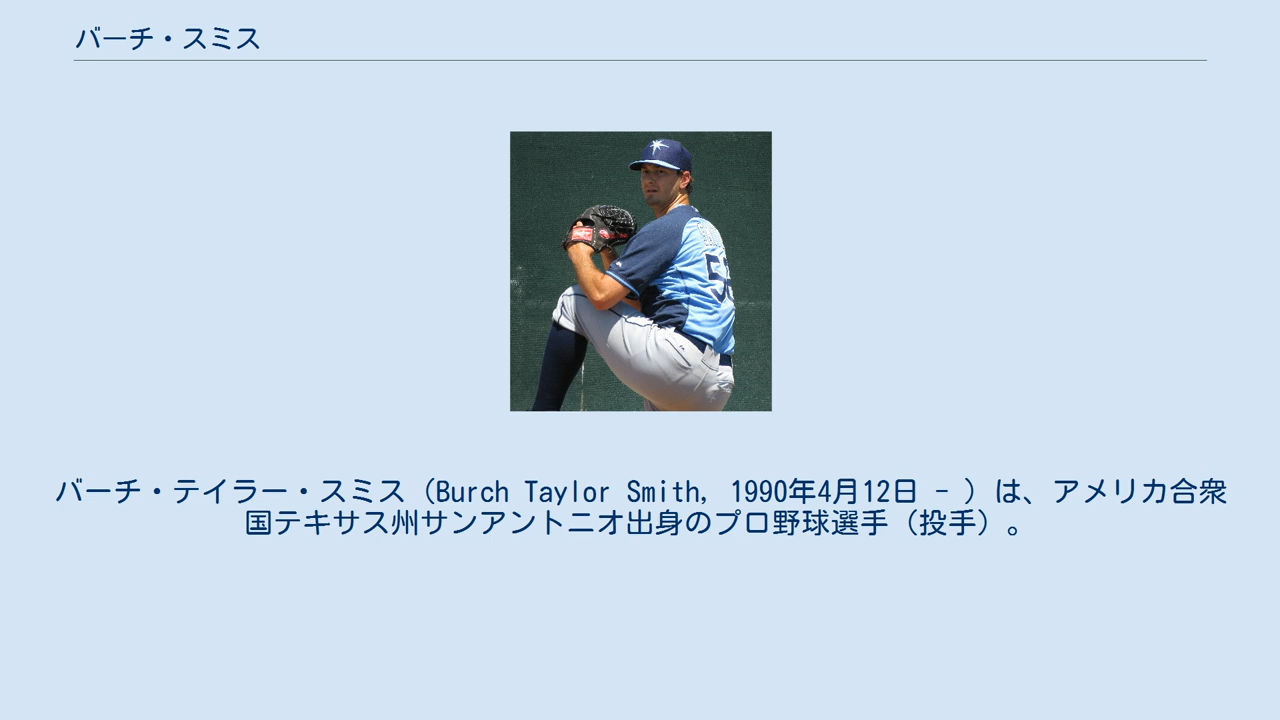 バーチ・スミス
バーチ・テイラー・スミス（Burch Taylor Smith, 1990年4月12日 - ）は、アメリカ合衆
国テキサス州サンアントニオ出身のプロ野球選手（投手）。